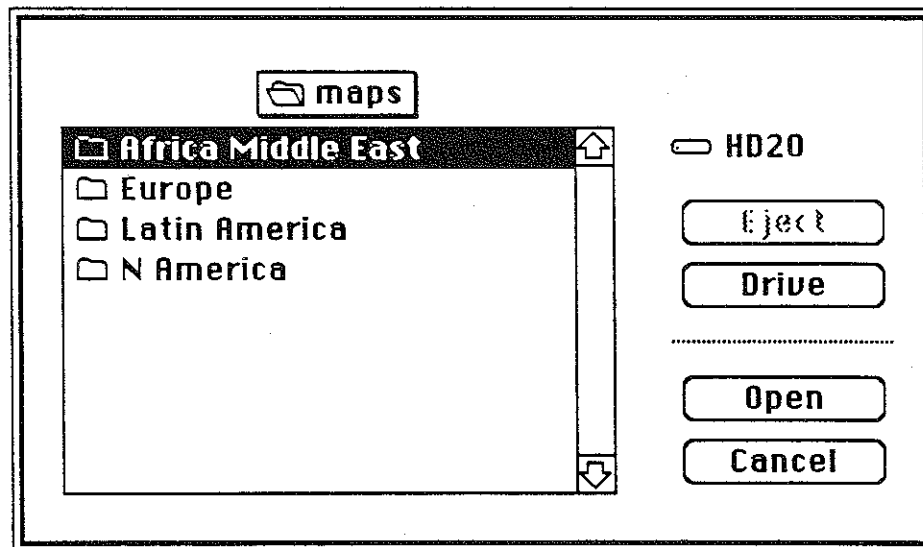 maps
Africa Middle East
Europe
Latin America
N America
HD20
Eject
Drive
Open
Cancel